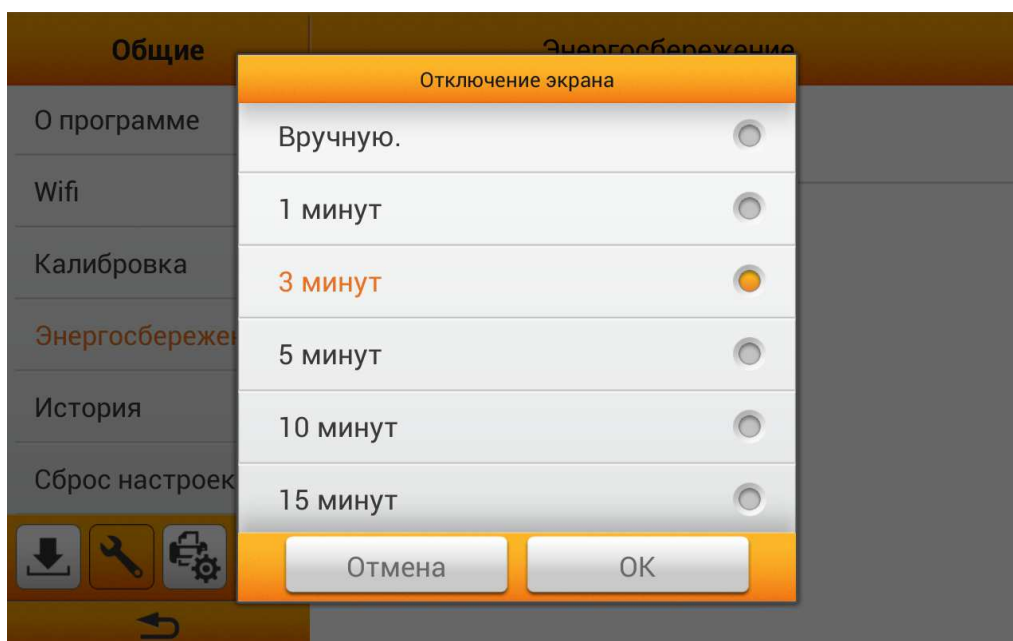 Общие
Энергосбережение
Отключение экрана
О программе
Wifi
Калибровка
Энергосбережен
История
Сброс настроек
Вручную.
1 минут
3 минут
5 минут
10 минут
15 минут
Отмена
ОК